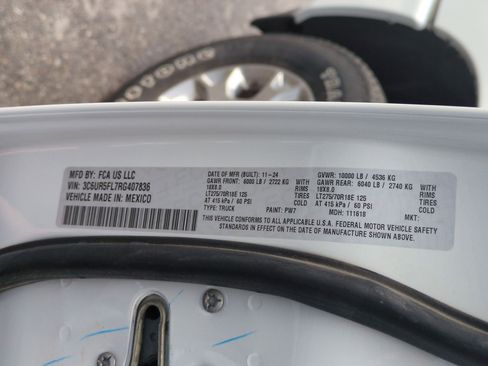 MFD BY: FCA US LLC
VIN: 3C6UR5FL7RG407836
VEHICLE MADE IN: MEXICO
DATE OF MFR (BUILT): 11-24
GAWR FRONT: 6000 LB / 2722 KG
18X8.0 RIMS
LT275/70R18E 125 TIRES
AT 415 kPa / 60 PSI COLD
TYPE: TRUCK PAINT: PW7
GVWR: 10000 LB / 4536 KG
GAWR REAR: 6040 LB / 2740 KG
18X8.0 RIMS
LT275/70R18E 125 TIRES
AT 415 kPa / 60 PSI COLD
MDH: 111618 MKT:
THIS VEHICLE CONFORMS TO ALL APPLICABLE U.S.A. FEDERAL MOTOR VEHICLE SAFETY
STANDARDS IN EFFECT ON THE DATE OF MANUFACTURE SHOWN ABOVE.